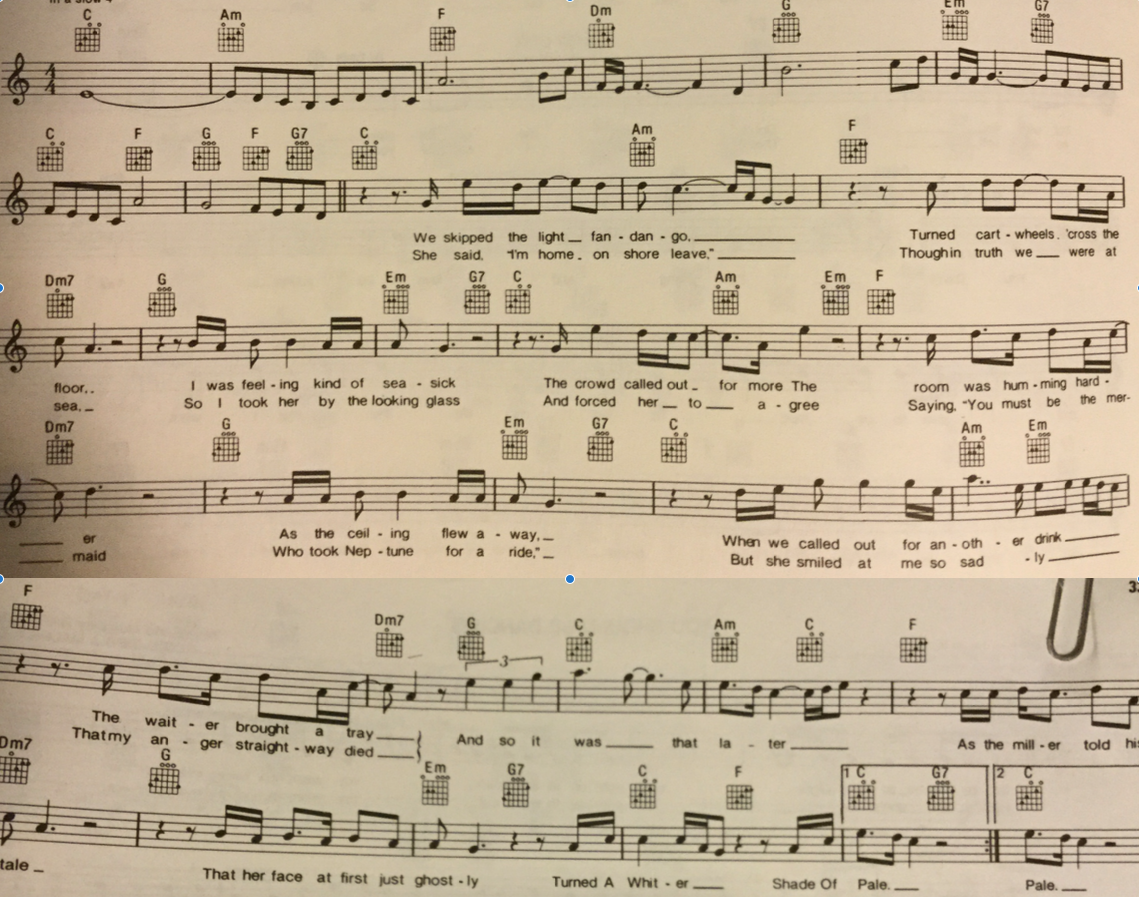 in a slow 4
C Am F Dm G Em G7
C F G F G7 C Am F
We skipped the light fan - dan - go, Turned cart - wheels. 'cross the
She said. "I'm home. on shore leave," Thoughin truth we were at
Dm7 G Em G7 C Am Em F
floor.. I was feel - ing kind of sea - sick The crowd called out for more The room was hum - ming hard -
sea. So I took her by the looking glass And forced her to a - gree Saying, "You must be the mer-
Dm7 G Em G7 C Am Em
er As the ceil - ing flew a - way, When we called out for an - oth - er drink
maid Who took Nep - tune for a ride," But she smiled at me so sad - ly
F Dm7 G C Am C F
3
The wait - er brought a tray
Thatmy an - ger straight - way died And so it was that la - ter As the mill - er told his
Dm7 G Em G7 C F 1 C G7 2 C
tale That her face at first just ghost - ly Turned A Whit - er Shade Of Pale. Pale.